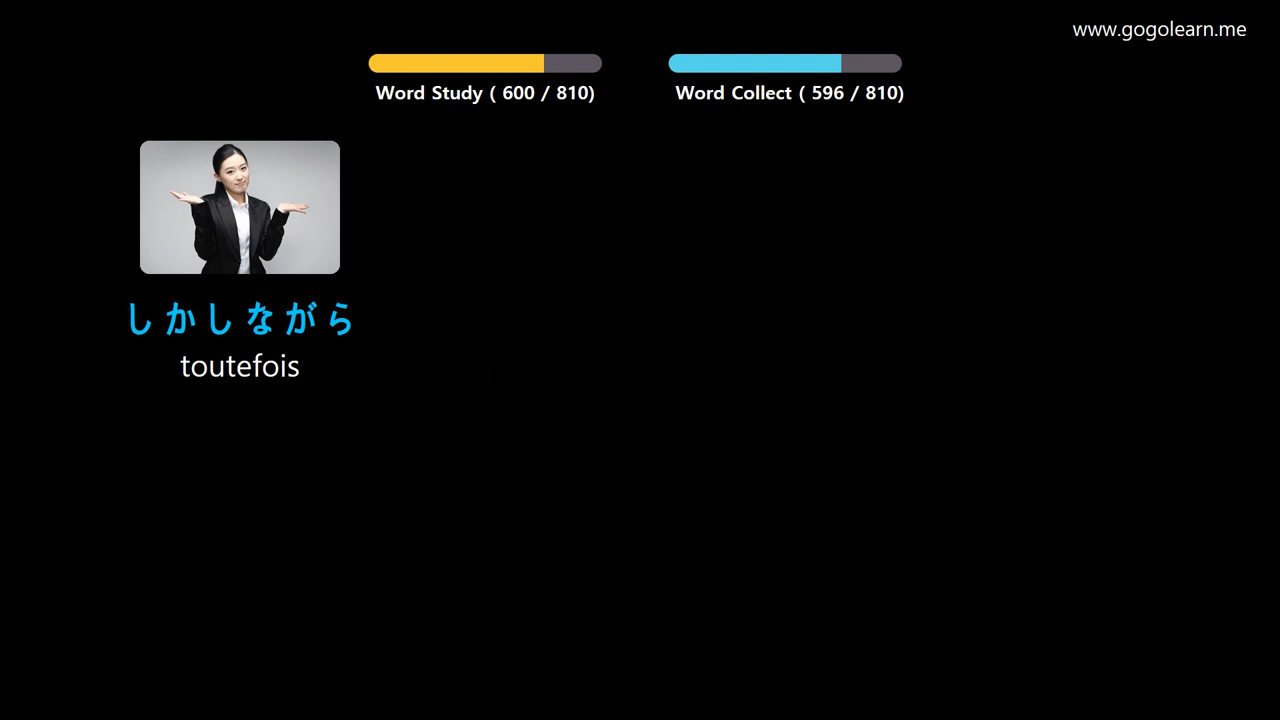 www.gogolearn.me
Word Study ( 600 / 810)
Word Collect ( 596 / 810)
しかしながら
toutefois